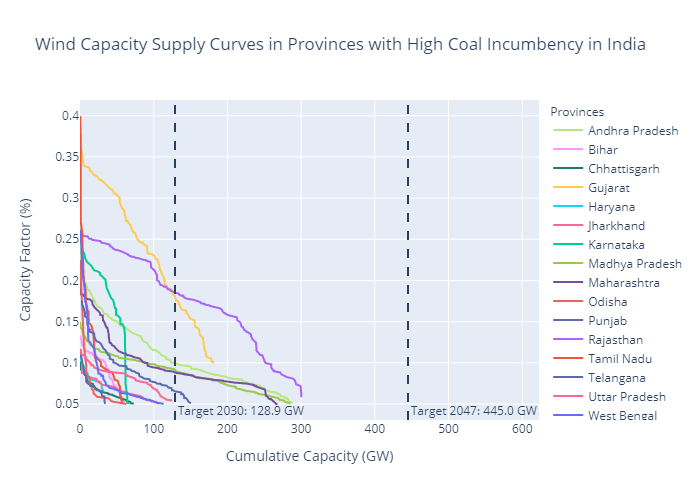 Wind Capacity Supply Curves in Provinces with High Coal Incumbency in India
Capacity Factor (%)
0.4
0.35
0.3
0.25
0.2
0.15
0.1
0.05
0
100
200
300
400
500
600
Cumulative Capacity (GW)
Target 2030: 128.9 GW
Target 2047: 445.0 GW
Provinces
Andhra Pradesh
Bihar
Chhattisgarh
Gujarat
Haryana
Jharkhand
Karnataka
Madhya Pradesh
Maharashtra
Odisha
Punjab
Rajasthan
Tamil Nadu
Telangana
Uttar Pradesh
West Bengal